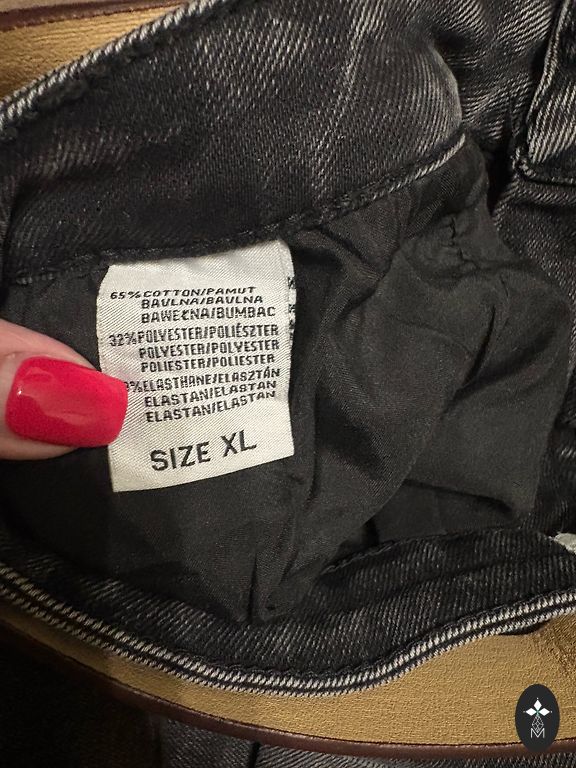 65% COTTON/PAMUT
BAVLNA/BAVLNA
BAWEŁNA/BUMBAC
32%POLYESTER/POLIÉSZTER
POLYESTER/POLYESTER
POLIESTER/POLIESTER
%ELASTHANE/ELASZTÁN
ELASTAN/ELASTAN
ELASTAN/ELASTAN
SIZE XL
M